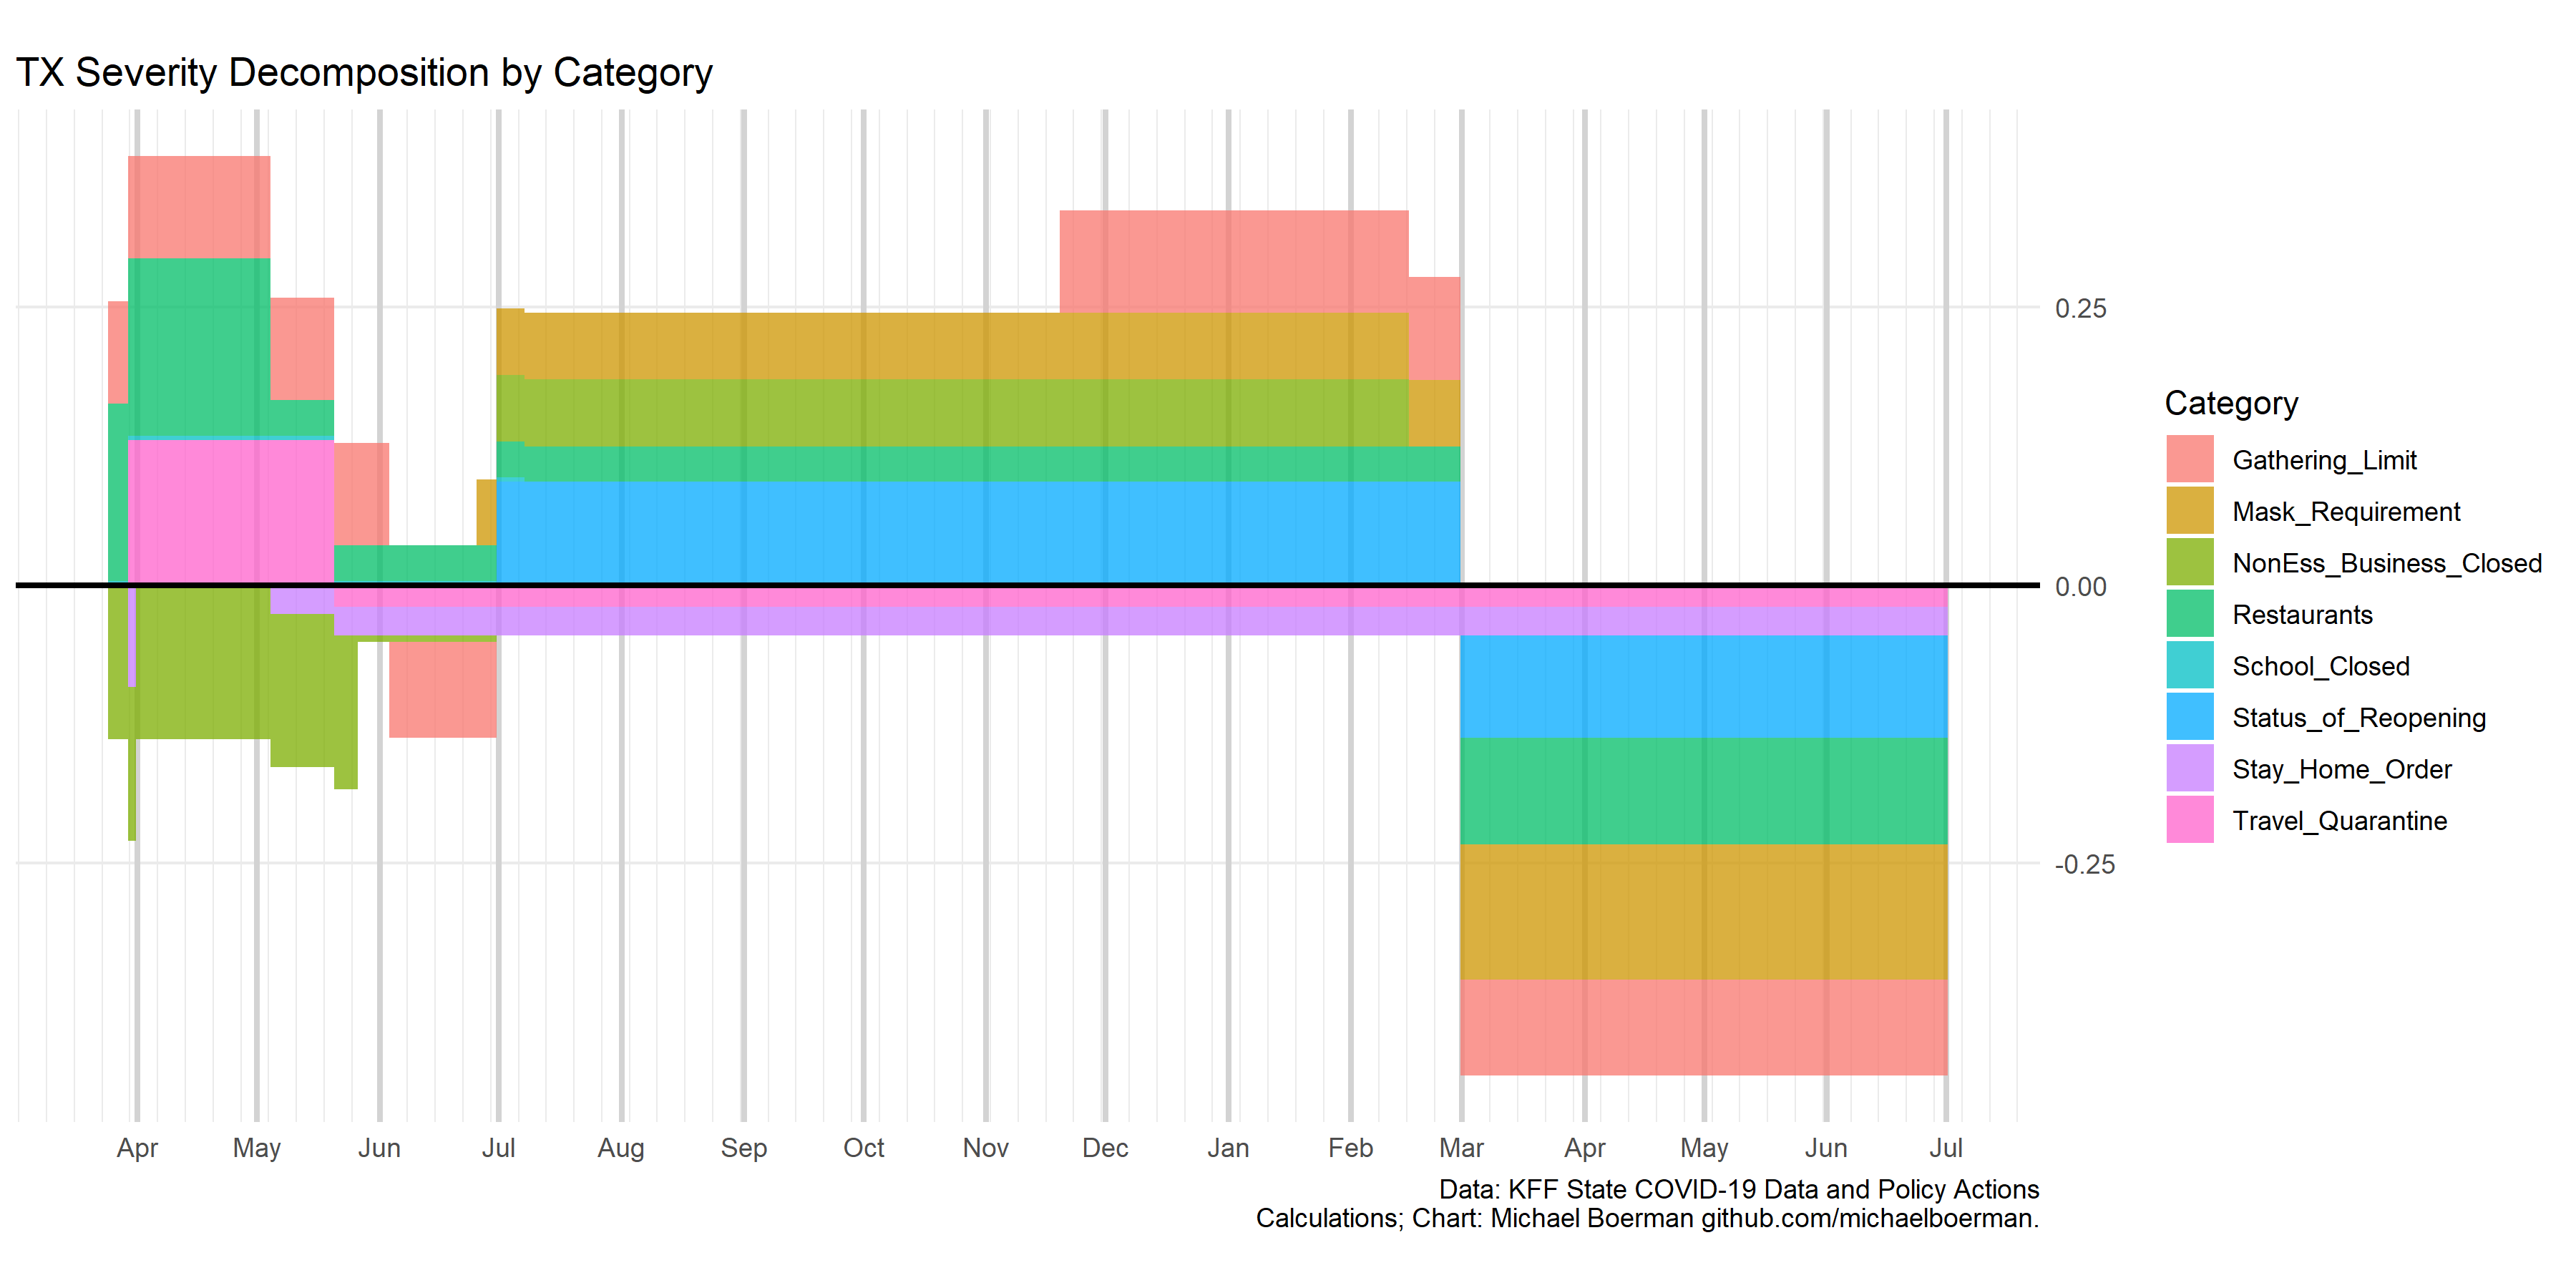 TX Severity Decomposition by Category
0.25
0.00
-0.25
Category
Gathering_Limit
Mask_Requirement
NonEss_Business_Closed
Restaurants
School_Closed
Status_of_Reopening
Stay_Home_Order
Travel_Quarantine
Apr May Jun Jul Aug Sep Oct Nov Dec Jan Feb Mar Apr May Jun Jul
Data: KFF State COVID-19 Data and Policy Actions
Calculations; Chart: Michael Boerman github.com/michaelboerman.